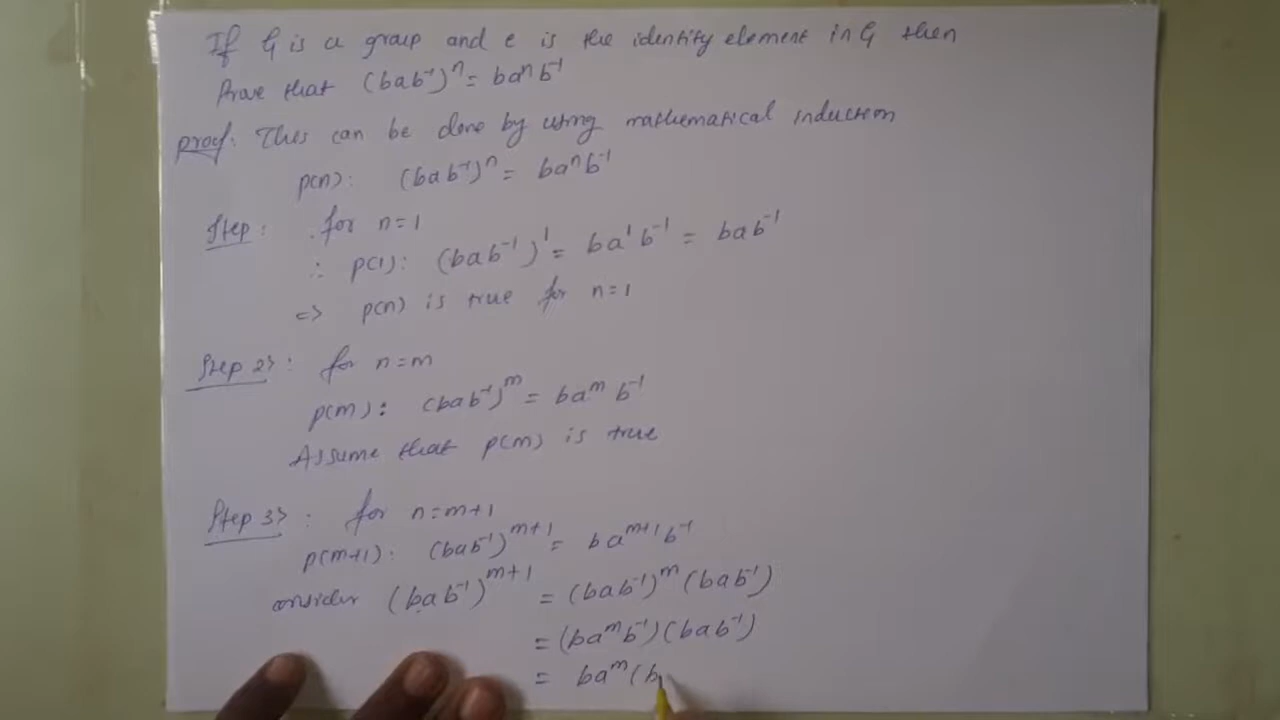 If G is a group and e is the identity element in G then
Prove that (bab⁻¹)ⁿ = baⁿb⁻¹
proof: This can be done by using mathematical induction
p(n): (bab⁻¹)ⁿ = baⁿb⁻¹
Step: for n=1
∴ p(1): (bab⁻¹)¹ = ba¹b⁻¹ = bab⁻¹
=> p(n) is true for n=1
Step 2>: for n=m
p(m): (bab⁻¹)ᵐ = baᵐb⁻¹
Assume that p(m) is true
Step 3>: for n=m+1
p(m+1): (bab⁻¹)ᵐ⁺¹ = baᵐ⁺¹b⁻¹
consider (bab⁻¹)ᵐ⁺¹ = (bab⁻¹)ᵐ(bab⁻¹)
= (baᵐb⁻¹)(bab⁻¹)
= baᵐ(b